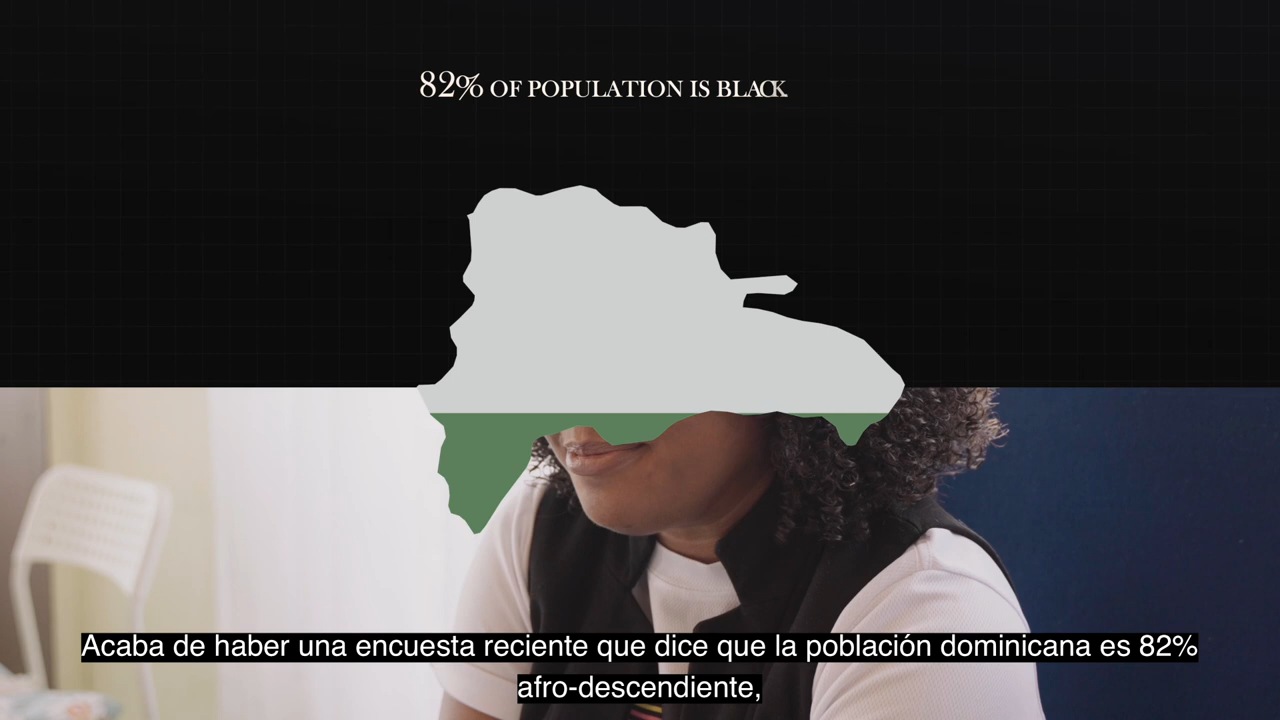 82% OF POPULATION IS BLACK
Acaba de haber una encuesta reciente que dice que la población dominicana es 82%
afro-descendiente,